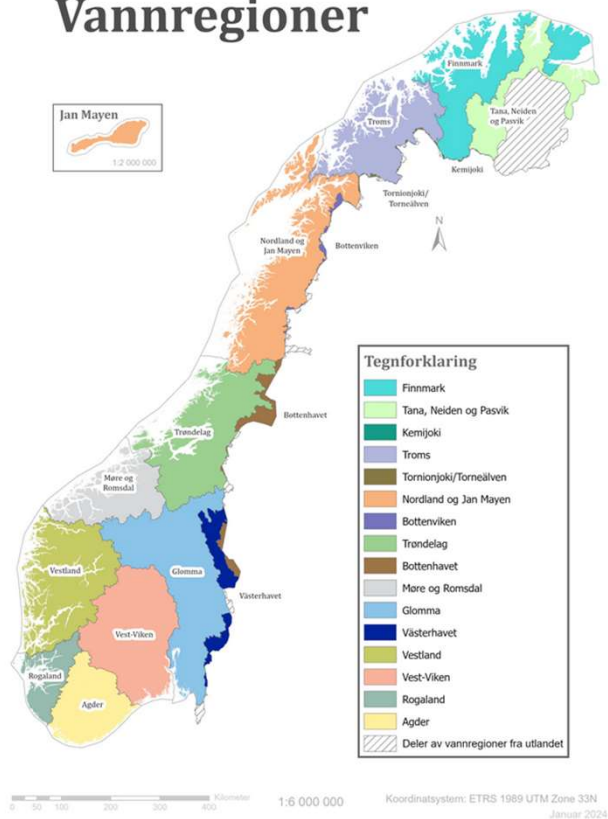 Vannregioner
Jan Mayen
1:2 000 000
Finnmark
Tana, Neiden
og Pasvik
Troms
Kemijoki
Tornionjoki/
Torneälven
N
Nordland og
Jan Mayen
Bottenviken
Tegnforklaring
Finnmark
Tana, Neiden og Pasvik
Kemijoki
Troms
Tornionjoki/Torneälven
Nordland og Jan Mayen
Bottenviken
Trøndelag
Bottenhavet
Møre og Romsdal
Glomma
Västerhavet
Vestland
Vest-Viken
Rogaland
Agder
Deler av vannregioner fra utlandet
Bottenhavet
Trøndelag
Møre og
Romsdal
Vestland
Glomma
Västerhavet
Vest-Viken
Rogaland
Agder
Kilometer
0 50 100 200 300 400
1:6 000 000
Koordinatsystem: ETRS 1989 UTM Zone 33N
Januar 2024